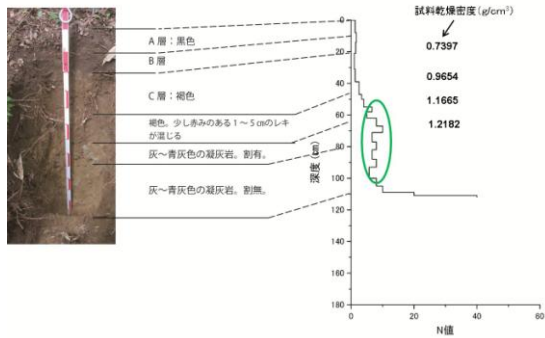 試料乾燥密度(g/cm³)
A 層：黒色
B 層
C 層：褐色
褐色。少し赤みのある１～５cmのレキ
が混じる
灰～青灰色の凝灰岩。割有。
灰～青灰色の凝灰岩。割無。
0.7397
0.9654
1.1665
1.2182
深度(cm)
0
20
40
60
80
100
120
140
160
180
0
20
40
60
N値